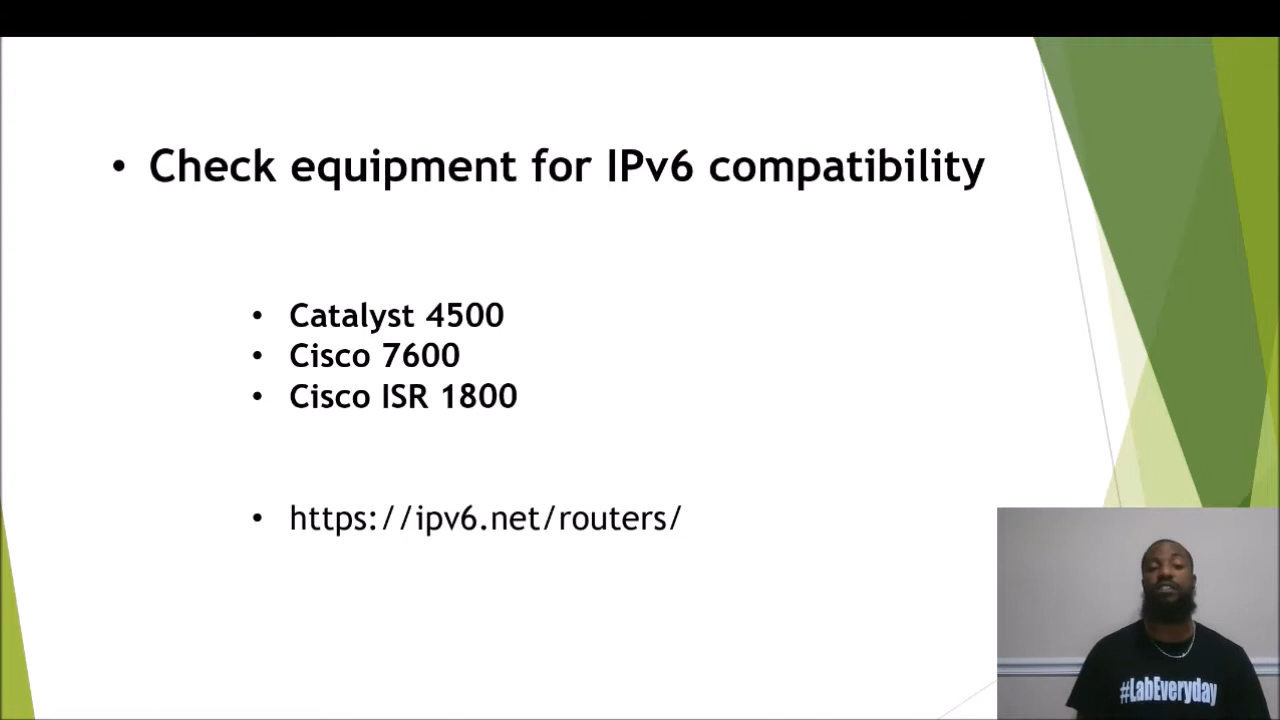 • Check equipment for IPv6 compatibility
• Catalyst 4500
• Cisco 7600
• Cisco ISR 1800
• https://ipv6.net/routers/
#LabEveryday